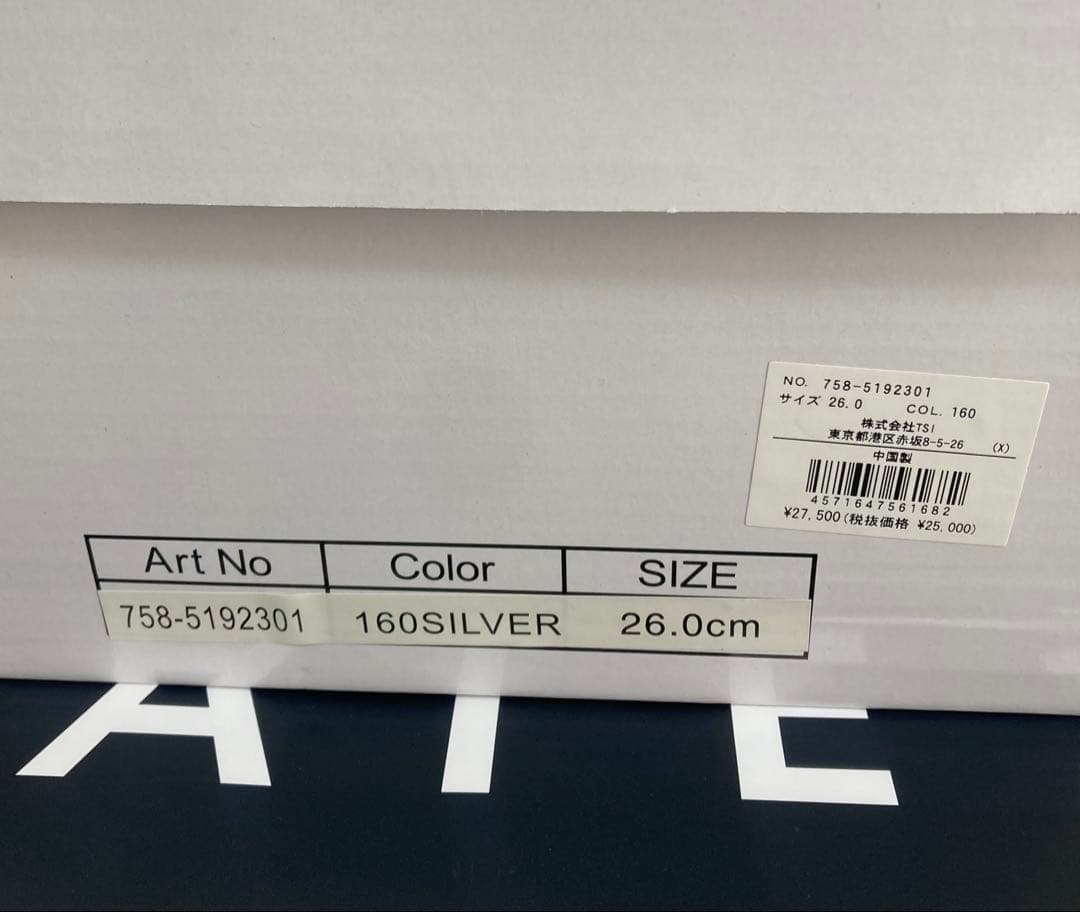 NO. 758-5192301
サイズ 26.0 COL. 160
株式会社TSI
東京都港区赤坂8-5-26 (X)
中国製
4571647561682
¥27,500(税抜価格 ¥25,000)
Art No Color SIZE
758-5192301 160SILVER 26.0cm